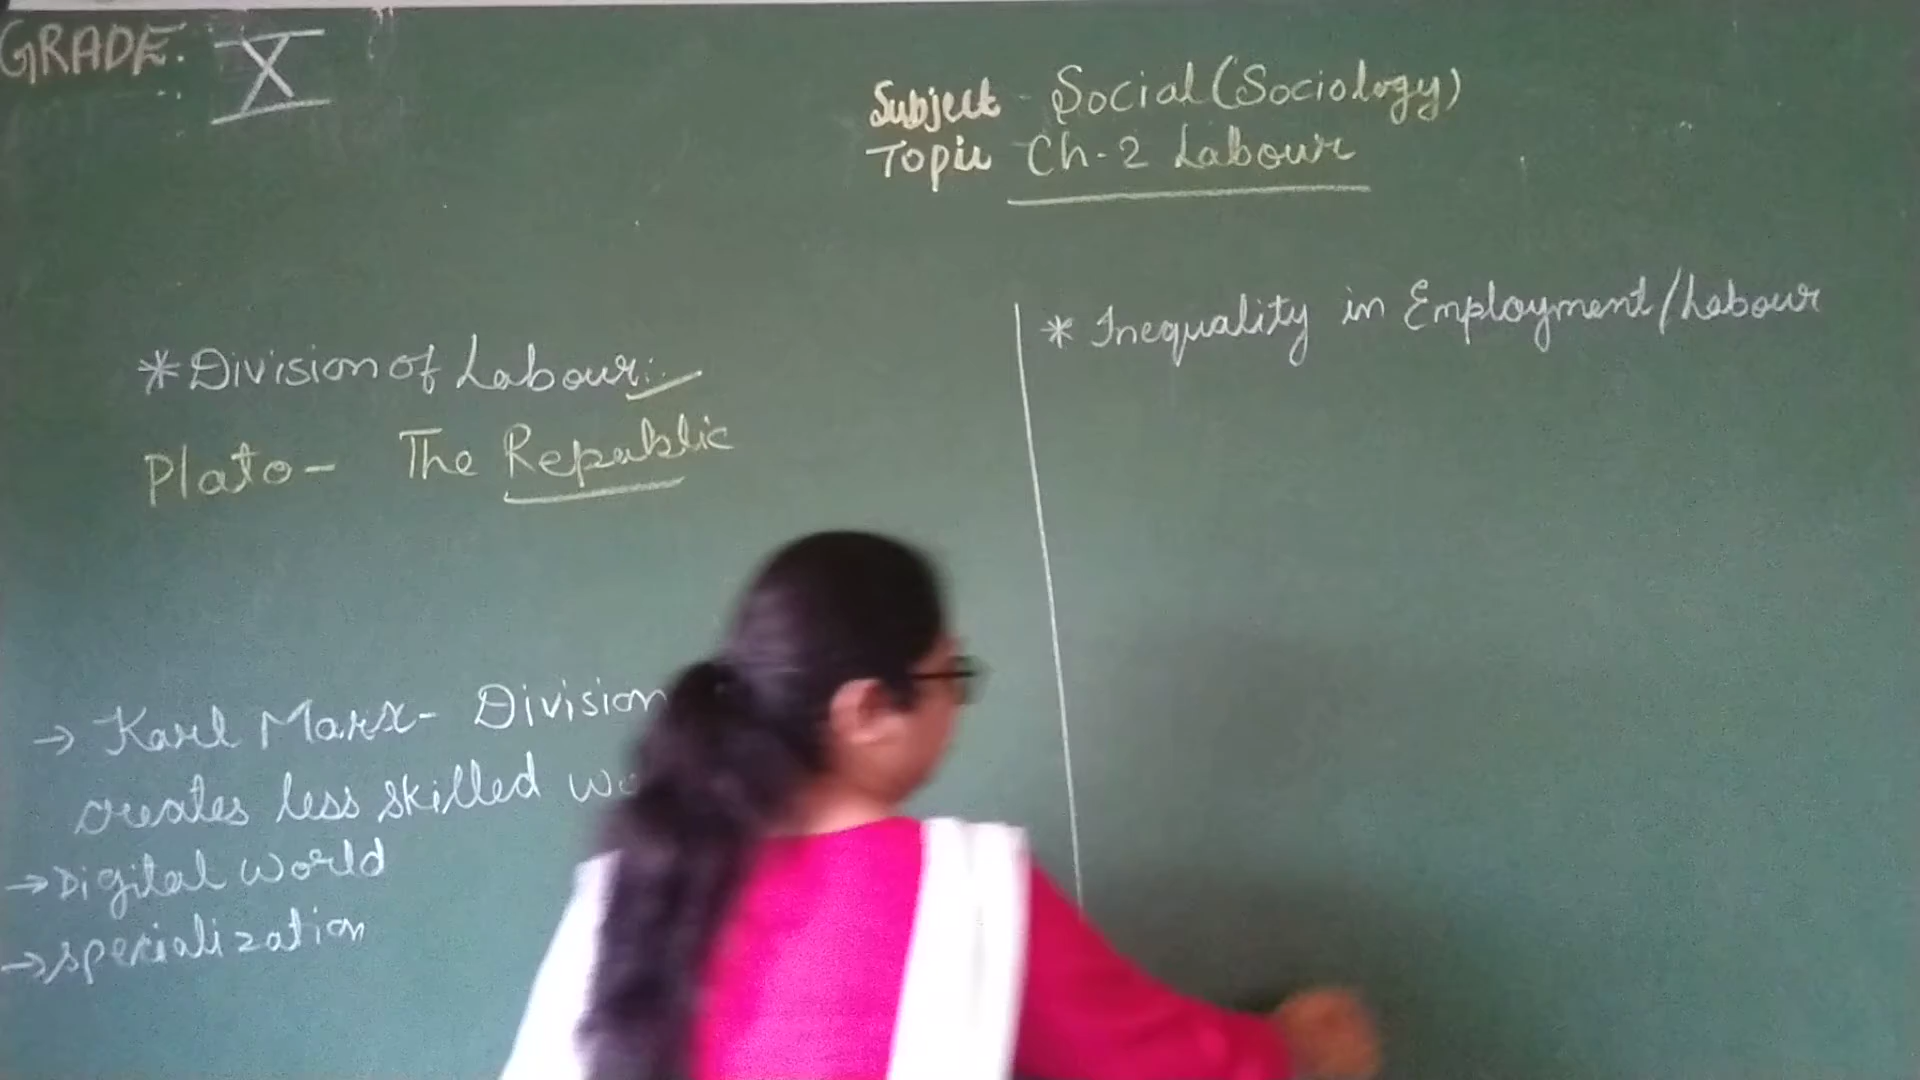 GRADE: X
Subject - Social (Sociology)
Topic Ch-2 Labour
* Division of Labour:
Plato - The Republic
→ Karl Marx - Division
creates less skilled
→ Digital world
→ specialization
* Inequality in Employment/Labour